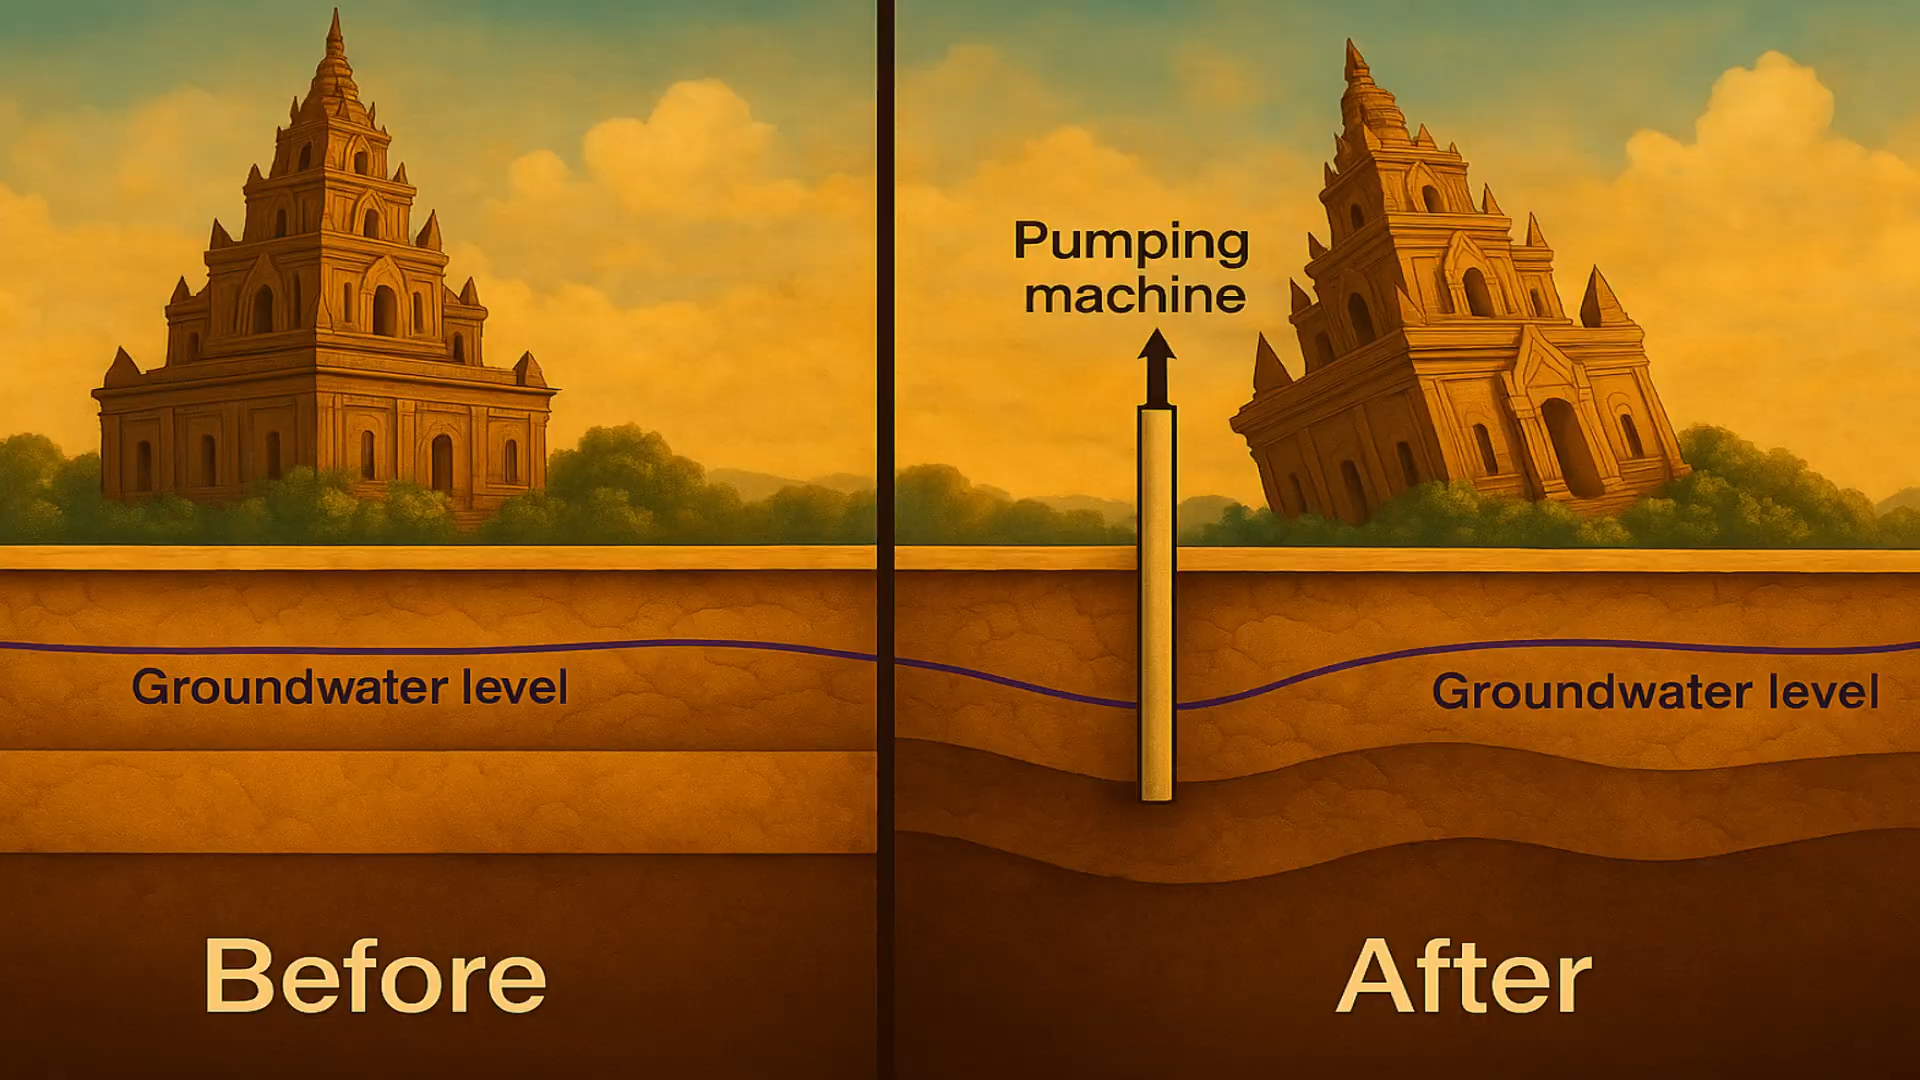 Groundwater level
Before
Pumping
machine
Groundwater level
After